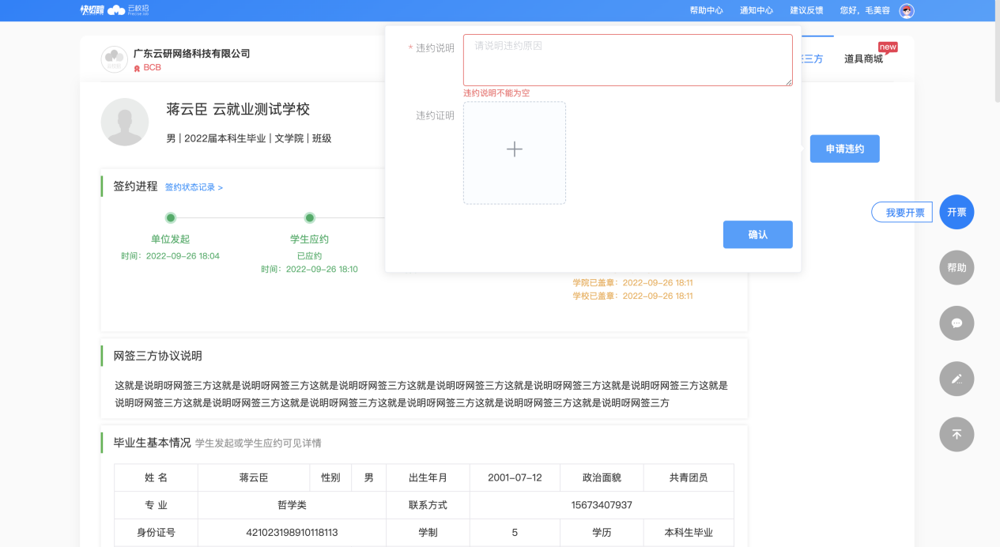 快招聘 云校招
Precise Job
帮助中心 通知中心 建议反馈 您好，毛美容
广东云研网络科技有限公司
BCB
签三方 道具商城 new
蒋云臣 云就业测试学校
男 | 2022届本科生毕业 | 文学院 | 班级
* 违约说明 请说明违约原因
违约说明不能为空
违约证明
确认
申请违约
签约进程 签约状态记录 >
单位发起
时间：2022-09-26 18:04
学生应约
已应约
时间：2022-09-26 18:10
学院已盖章：2022-09-26 18:11
学校已盖章：2022-09-26 18:11
我要开票 开票
帮助
网签三方协议说明
这就是说明呀网签三方这就是说明呀网签三方这就是说明呀网签三方这就是说明呀网签三方这就是说明呀网签三方这就是说明呀网签三方这就是
说明呀网签三方这就是说明呀网签三方这就是说明呀网签三方这就是说明呀网签三方这就是说明呀网签三方这就是说明呀网签三方
毕业生基本情况 学生发起或学生应约可见详情
姓 名 蒋云臣 性别 男 出生年月 2001-07-12 政治面貌 共青团员
专 业 哲学类 联系方式 15673407937
身份证号 421023198910118113 学制 5 学历 本科生毕业